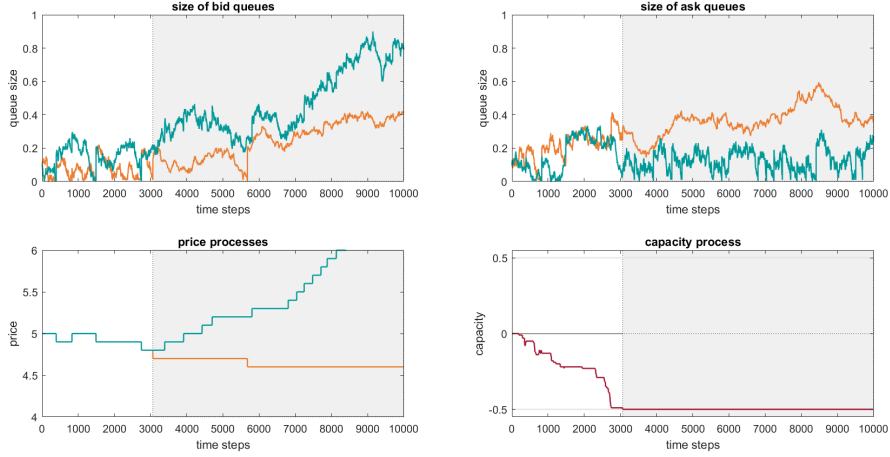 size of bid queues
1
0.8
0.6
0.4
0.2
0
queue size
0 1000 2000 3000 4000 5000 6000 7000 8000 9000 10000
time steps
size of ask queues
1
0.8
0.6
0.4
0.2
0
queue size
0 1000 2000 3000 4000 5000 6000 7000 8000 9000 10000
time steps
price processes
6
5.5
5
4.5
4
price
0 1000 2000 3000 4000 5000 6000 7000 8000 9000 10000
time steps
capacity process
0.5
0
-0.5
capacity
0 1000 2000 3000 4000 5000 6000 7000 8000 9000 10000
time steps